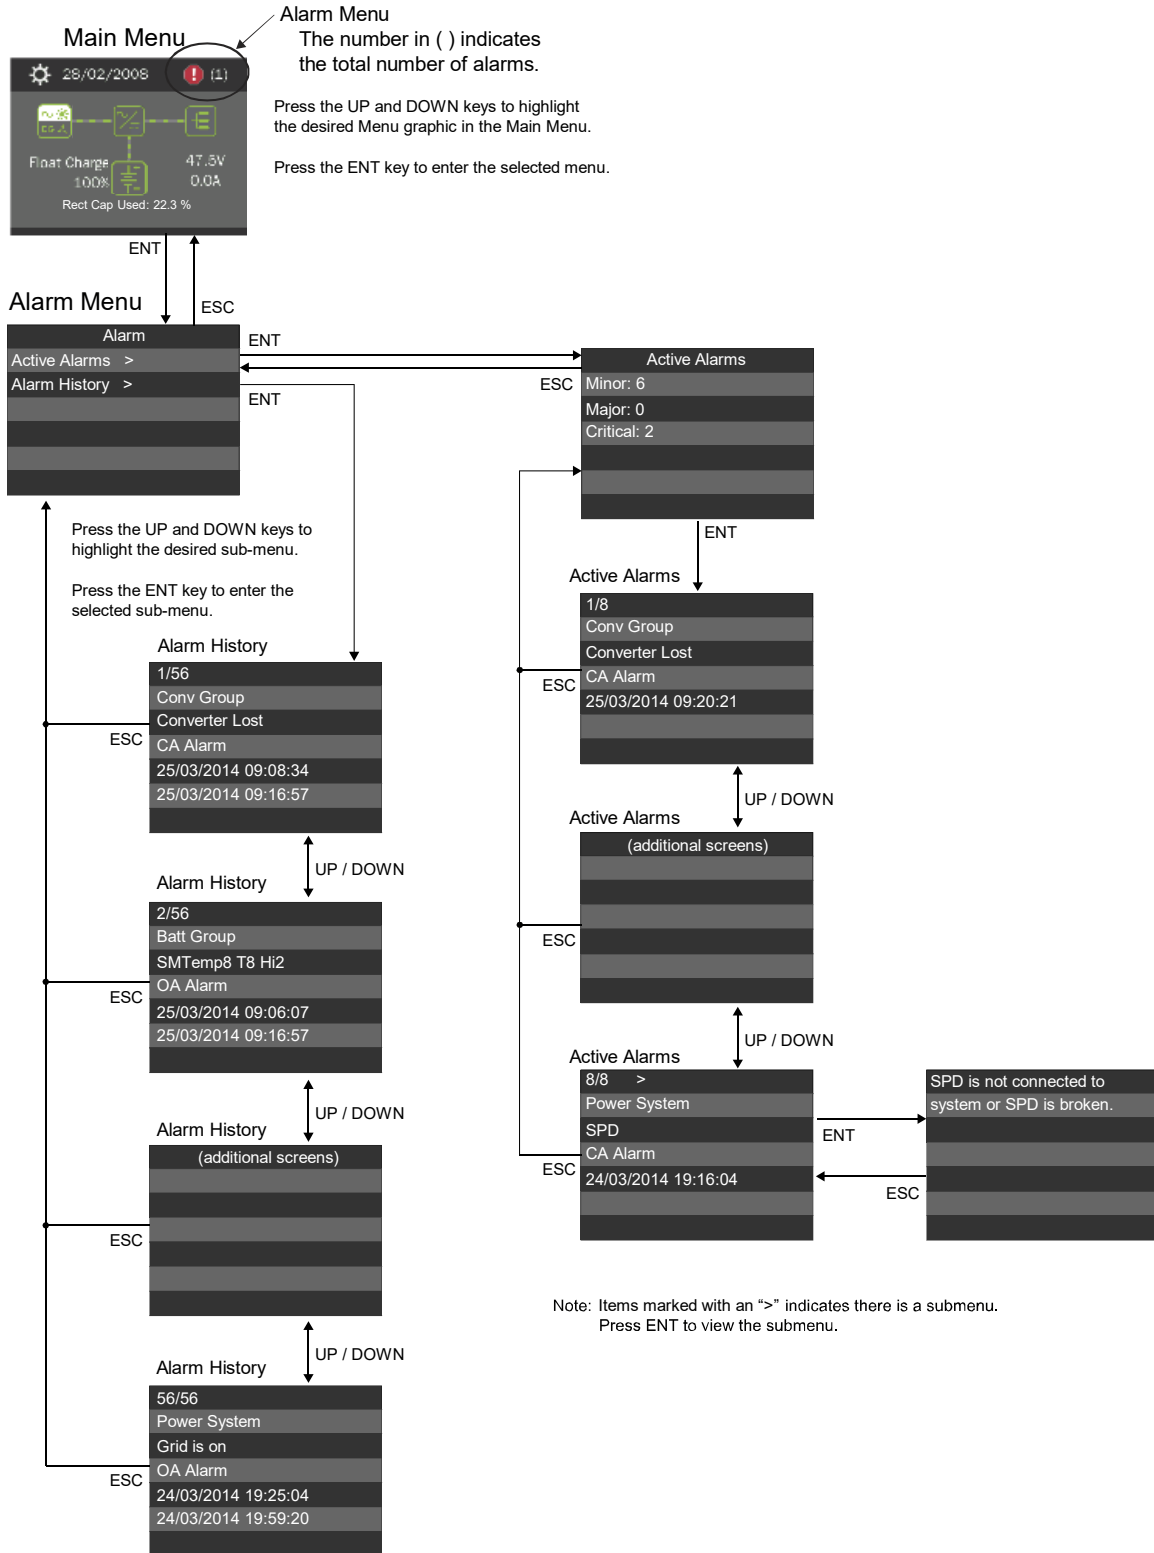 Alarm Menu
The number in ( ) indicates
the total number of alarms.
Main Menu
28/02/2008 (1)
Press the UP and DOWN keys to highlight
the desired Menu graphic in the Main Menu.
Press the ENT key to enter the selected menu.
Float Charge 47.5V
100% 0.0A
Rect Cap Used: 22.3 %
ENT
ESC
Alarm Menu
Alarm
Active Alarms >
Alarm History >
ENT
ESC
ENT
Active Alarms
Minor: 6
Major: 0
Critical: 2
ENT
Press the UP and DOWN keys to
highlight the desired sub-menu.
Press the ENT key to enter the
selected sub-menu.
Alarm History
1/56
Conv Group
Converter Lost
CA Alarm
25/03/2014 09:08:34
25/03/2014 09:16:57
ESC
UP / DOWN
Alarm History
2/56
Batt Group
SMTemp8 T8 Hi2
OA Alarm
25/03/2014 09:06:07
25/03/2014 09:16:57
ESC
UP / DOWN
Alarm History
(additional screens)
ESC
UP / DOWN
Alarm History
56/56
Power System
Grid is on
OA Alarm
24/03/2014 19:25:04
24/03/2014 19:59:20
ESC
Active Alarms
1/8
Conv Group
Converter Lost
CA Alarm
25/03/2014 09:20:21
ESC
UP / DOWN
Active Alarms
(additional screens)
ESC
UP / DOWN
Active Alarms
8/8 >
Power System
SPD
CA Alarm
24/03/2014 19:16:04
ESC
ENT
ESC
SPD is not connected to
system or SPD is broken.
Note: Items marked with an “>” indicates there is a submenu.
Press ENT to view the submenu.